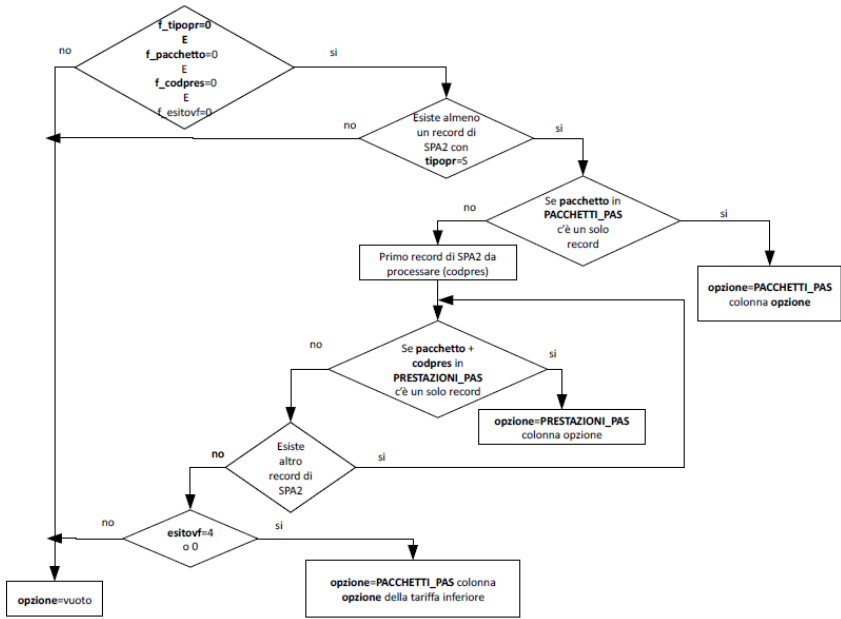 f_tipopr=0
E
f_pacchetto=0
E
f_codpres=0
E
f_esitovf=0
no
si
Esiste almeno
un record di
SPA2 con
tipopr=S
no
si
Se pacchetto in
PACCHETTI_PAS
c'è un solo
record
no
si
Primo record di SPA2 da
processare (codpres)
opzione=PACCHETTI_PAS
colonna opzione
Se pacchetto +
codpres in
PRESTAZIONI_PAS
c'è un solo record
no
si
opzione=PRESTAZIONI_PAS
colonna opzione
Esiste
altro
record di
SPA2
no
si
esitovf=4
o 0
no
si
opzione=vuoto
opzione=PACCHETTI_PAS colonna
opzione della tariffa inferiore